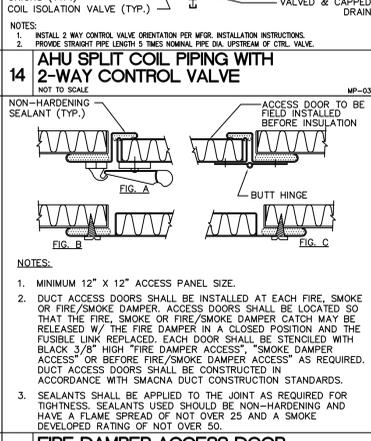 VALVED & CAPPED
DRAIN
COIL ISOLATION VALVE (TYP.)
NOTES:
1. INSTALL 2 WAY CONTROL VALVE ORIENTATION PER MFGR. INSTALLATION INSTRUCTIONS.
2. PROVIDE STRAIGHT PIPE LENGTH 5 TIMES NOMINAL PIPE DIA. UPSTREAM OF CTRL. VALVE.
14
AHU SPLIT COIL PIPING WITH
2-WAY CONTROL VALVE
NOT TO SCALE
MP-03
NON-HARDENING
SEALANT (TYP.)
ACCESS DOOR TO BE
FIELD INSTALLED
BEFORE INSULATION
FIG. A
BUTT HINGE
FIG. B
FIG. C
NOTES:
1. MINIMUM 12" X 12" ACCESS PANEL SIZE.
2. DUCT ACCESS DOORS SHALL BE INSTALLED AT EACH FIRE, SMOKE
OR FIRE/SMOKE DAMPER. ACCESS DOORS SHALL BE LOCATED SO
THAT THE FIRE, SMOKE OR FIRE/SMOKE DAMPER CATCH MAY BE
RELEASED W/ THE FIRE DAMPER IN A CLOSED POSITION AND THE
FUSIBLE LINK REPLACED. EACH DOOR SHALL BE STENCILED WITH
BLACK 3/8" HIGH "FIRE DAMPER ACCESS", "SMOKE DAMPER
ACCESS" OR BEFORE FIRE/SMOKE DAMPER ACCESS" AS REQUIRED.
DUCT ACCESS DOORS SHALL BE CONSTRUCTED IN
ACCORDANCE WITH SMACNA DUCT CONSTRUCTION STANDARDS.
3. SEALANTS SHALL BE APPLIED TO THE JOINT AS REQUIRED FOR
TIGHTNESS. SEALANTS USED SHOULD BE NON-HARDENING AND
HAVE A FLAME SPREAD OF NOT OVER 25 AND A SMOKE
DEVELOPED RATING OF NOT OVER 50.
FIRE DAMPER ACCESS DOOR